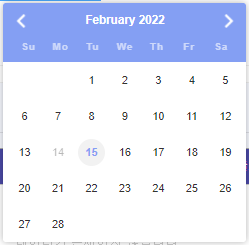 February 2022
Su Mo Tu We Th Fr Sa
1 2 3 4 5
6 7 8 9 10 11 12
13 14 15 16 17 18 19
20 21 22 23 24 25 26
27 28